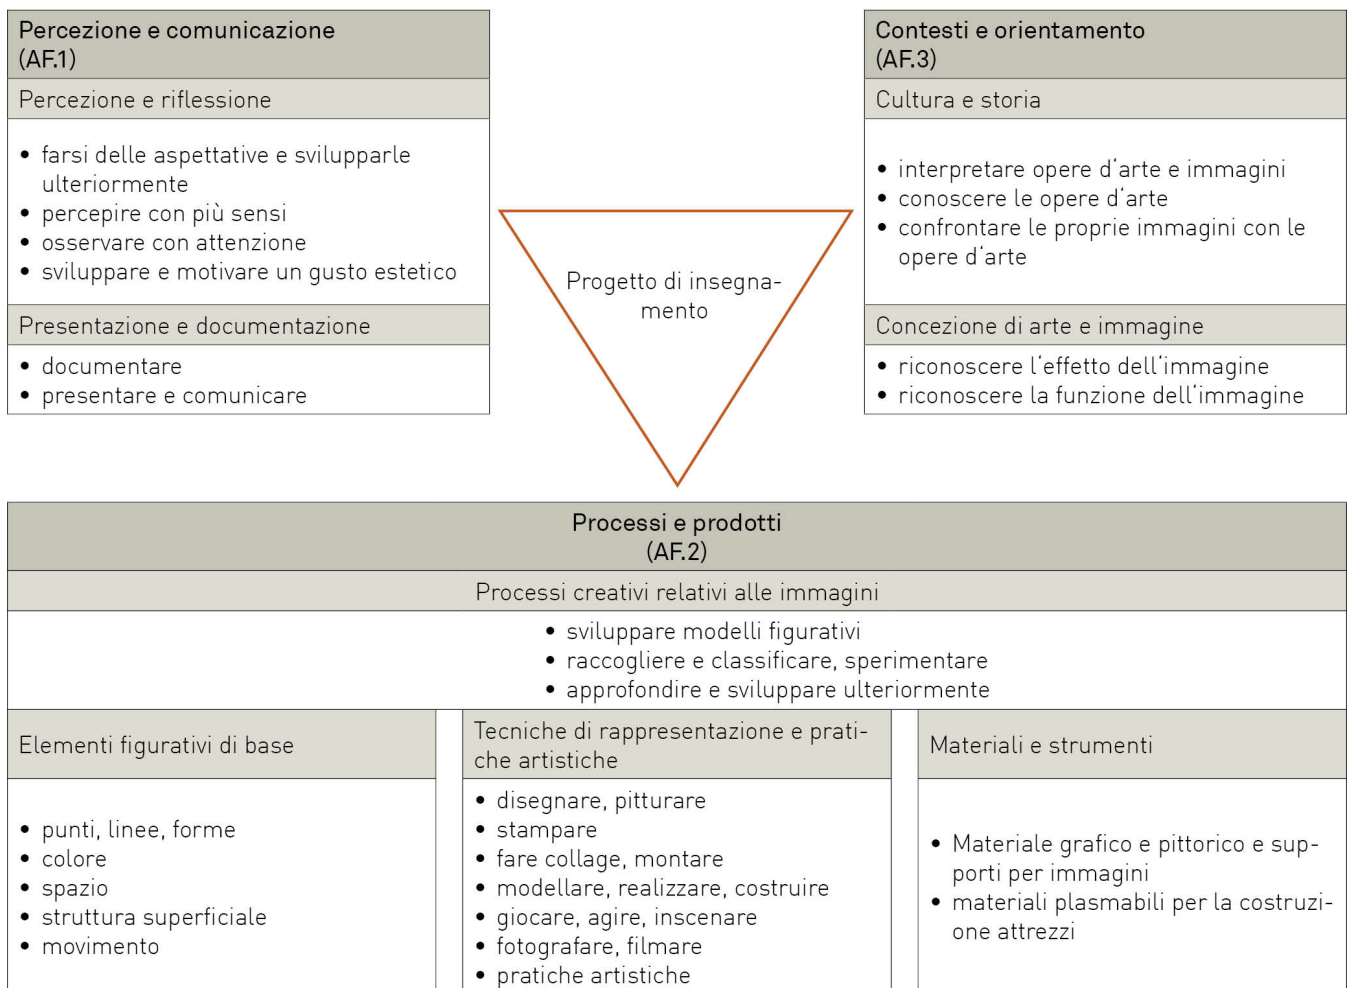 Percezione e comunicazione
(AF.1)
Percezione e riflessione
• farsi delle aspettative e svilupparle
ulteriormente
• percepire con più sensi
• osservare con attenzione
• sviluppare e motivare un gusto estetico
Presentazione e documentazione
• documentare
• presentare e comunicare
Progetto di insegna-
mento
Contesti e orientamento
(AF.3)
Cultura e storia
• interpretare opere d‘arte e immagini
• conoscere le opere d‘arte
• confrontare le proprie immagini con le
opere d‘arte
Concezione di arte e immagine
• riconoscere l‘effetto dell‘immagine
• riconoscere la funzione dell‘immagine
Processi e prodotti
(AF.2)
Processi creativi relativi alle immagini
• sviluppare modelli figurativi
• raccogliere e classificare, sperimentare
• approfondire e sviluppare ulteriormente
Elementi figurativi di base
• punti, linee, forme
• colore
• spazio
• struttura superficiale
• movimento
Tecniche di rappresentazione e prati-
che artistiche
• disegnare, pitturare
• stampare
• fare collage, montare
• modellare, realizzare, costruire
• giocare, agire, inscenare
• fotografare, filmare
• pratiche artistiche
Materiali e strumenti
• Materiale grafico e pittorico e sup-
porti per immagini
• materiali plasmabili per la costruzi-
one attrezzi